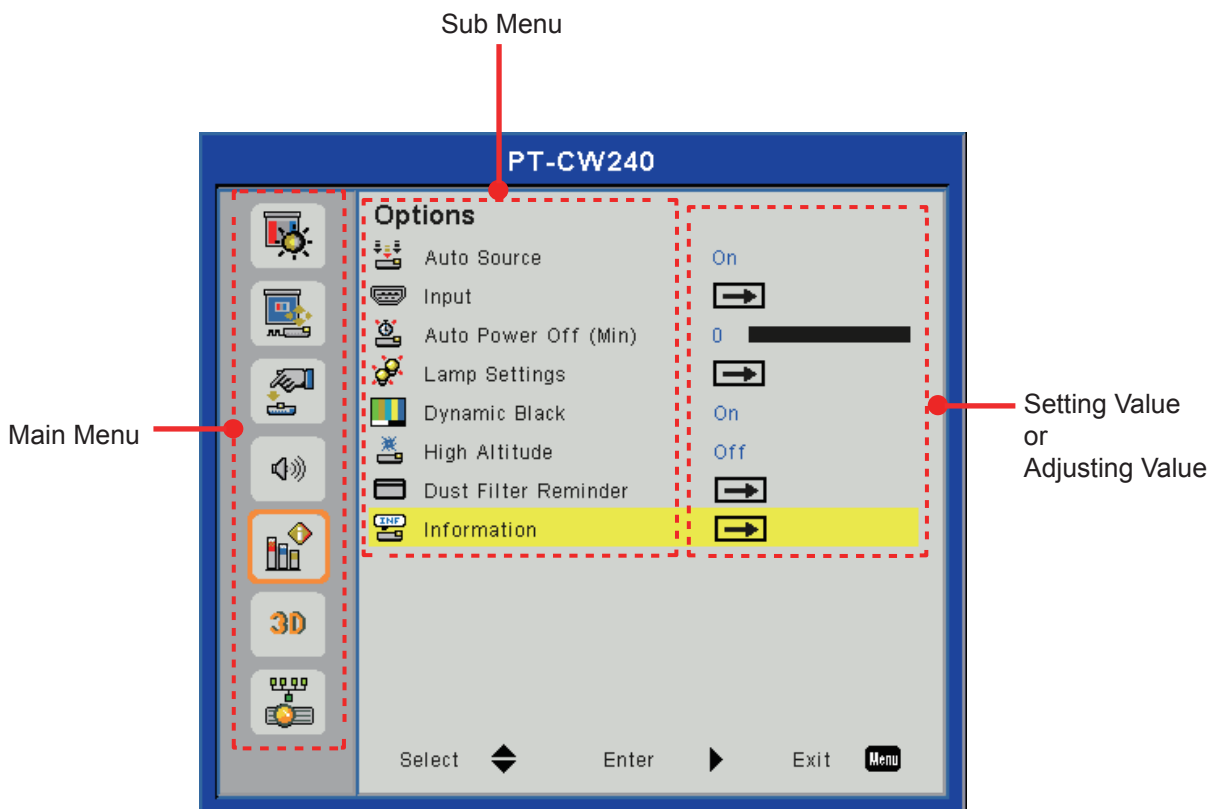 Sub Menu
PT-CW240
Options
Auto Source On
Input
Auto Power Off (Min) 0
Lamp Settings
Dynamic Black On
High Altitude Off
Dust Filter Reminder
INF Information
3D
Main Menu
Setting Value
or
Adjusting Value
Select Enter Exit Menu